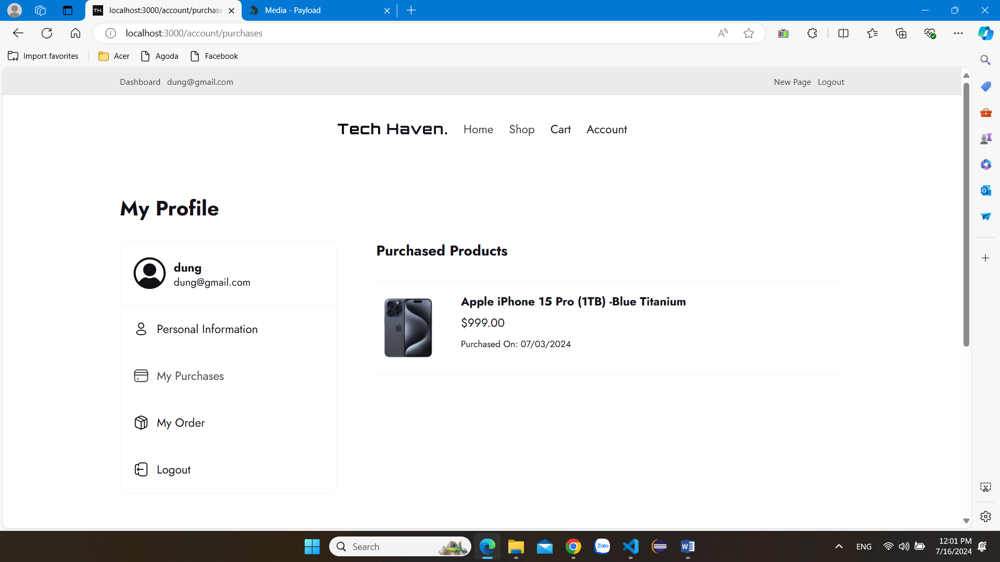 TH. localhost:3000/account/purchase
Media - Payload
localhost:3000/account/purchases
Import favorites
Acer
Agoda
Facebook
Dashboard dung@gmail.com
New Page Logout
Tech Haven. Home Shop Cart Account
My Profile
dung
dung@gmail.com
Personal Information
My Purchases
My Order
Logout
Purchased Products
Apple iPhone 15 Pro (1TB) -Blue Titanium
$999.00
Purchased On: 07/03/2024
Search
Zalo
ENG
12:01 PM
7/16/2024